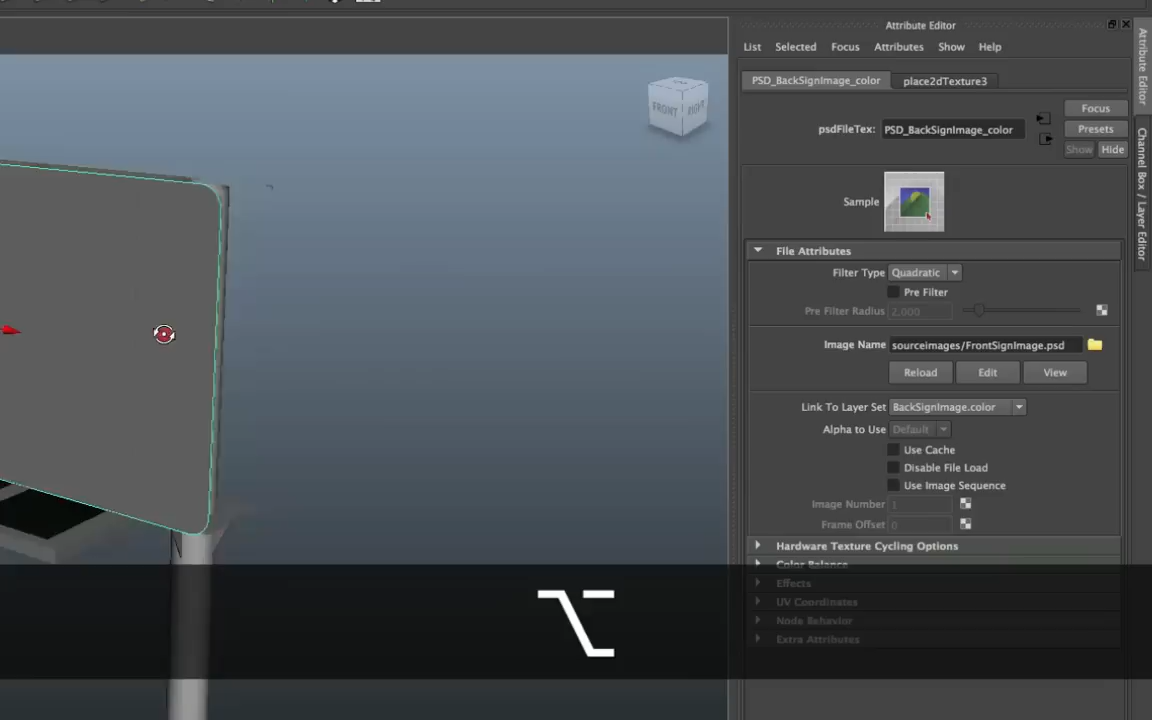 Attribute Editor
List Selected Focus Attributes Show Help
PSD_BackSignImage_color place2dTexture3
Focus
psdFileTex: PSD_BackSignImage_color
Presets
Show Hide
Sample
File Attributes
Filter Type Quadratic
Pre Filter
Pre Filter Radius 2.000
Image Name sourceimages/FrontSignImage.psd
Reload Edit View
Link To Layer Set BackSignImage.color
Alpha to Use Default
Use Cache
Disable File Load
Use Image Sequence
Image Number 1
Frame Offset 0
Hardware Texture Cycling Options
Color Balance
Effects
UV Coordinates
Node Behavior
Extra Attributes
FRONT RIGHT
Attribute Editor
Channel Box / Layer Editor